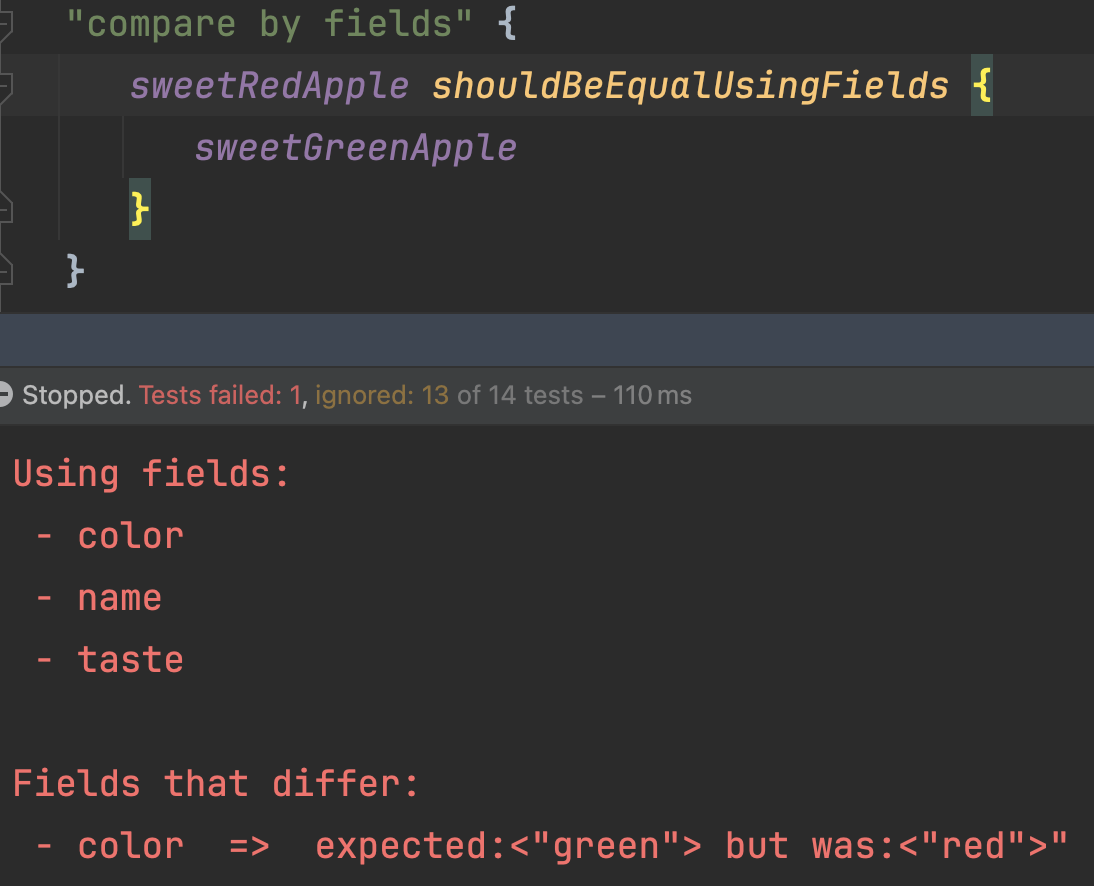 "compare by fields" {
sweetRedApple shouldBeEqualUsingFields {
sweetGreenApple
}
}
Stopped. Tests failed: 1, ignored: 13 of 14 tests – 110 ms
Using fields:
- color
- name
- taste
Fields that differ:
- color  =>  expected:<"green"> but was:<"red">"